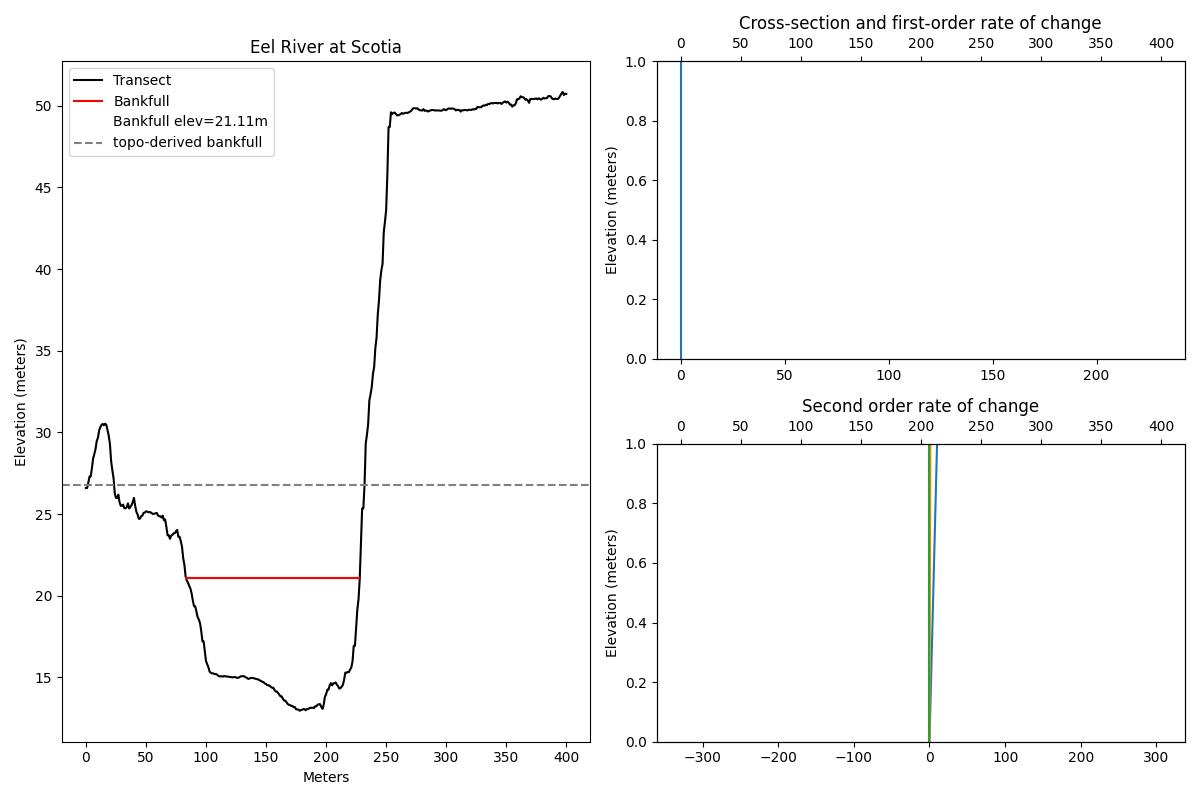 Eel River at Scotia
Transect
Bankfull
Bankfull elev=21.11m
topo-derived bankfull
Elevation (meters)
50
45
40
35
30
25
20
15
0 50 100 150 200 250 300 350 400
Meters
Cross-section and first-order rate of change
0 50 100 150 200 250 300 350 400
Elevation (meters)
1.0
0.8
0.6
0.4
0.2
0.0
0 50 100 150 200
Second order rate of change
0 50 100 150 200 250 300 350 400
Elevation (meters)
1.0
0.8
0.6
0.4
0.2
0.0
−300 −200 −100 0 100 200 300